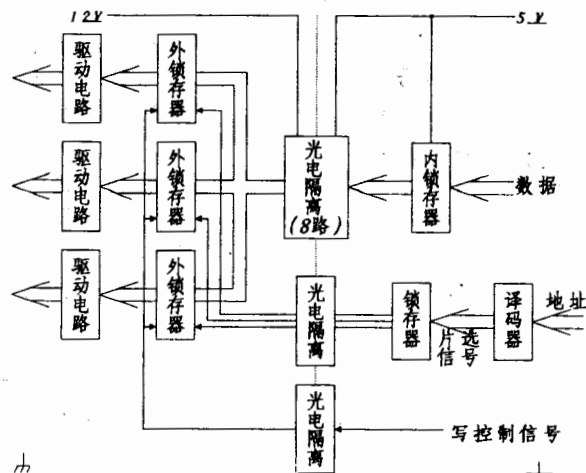 12V
5V
驱动电路
外锁存器
驱动电路
外锁存器
光电隔离
(8路)
内锁存器
数据
驱动电路
外锁存器
光电隔离
锁存器
片选
信号
译码器
地址
光电隔离
写控制信号